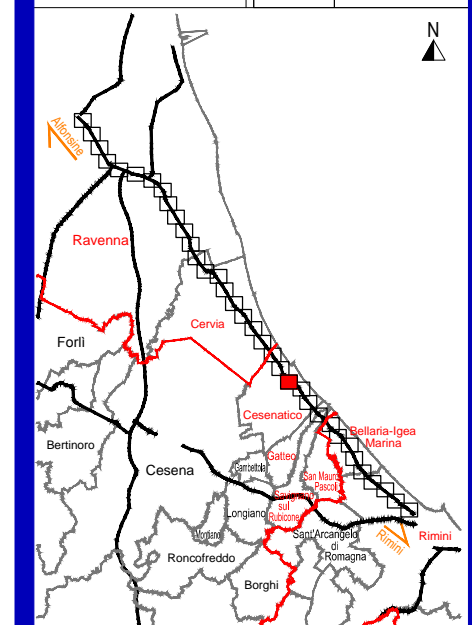 N
Alfonsine
Ravenna
Cervia
Forlì
Cesenatico
Bellaria-Igea
Marina
Bertinoro
Gatteo
Cesena
Gambettola
San Mauro
Pascoli
Savignano
sul
Rubicone
Longiano
Montiano
Sant'Arcangelo
di
Romagna
Rimini
Rimini
Roncofreddo
Borghi